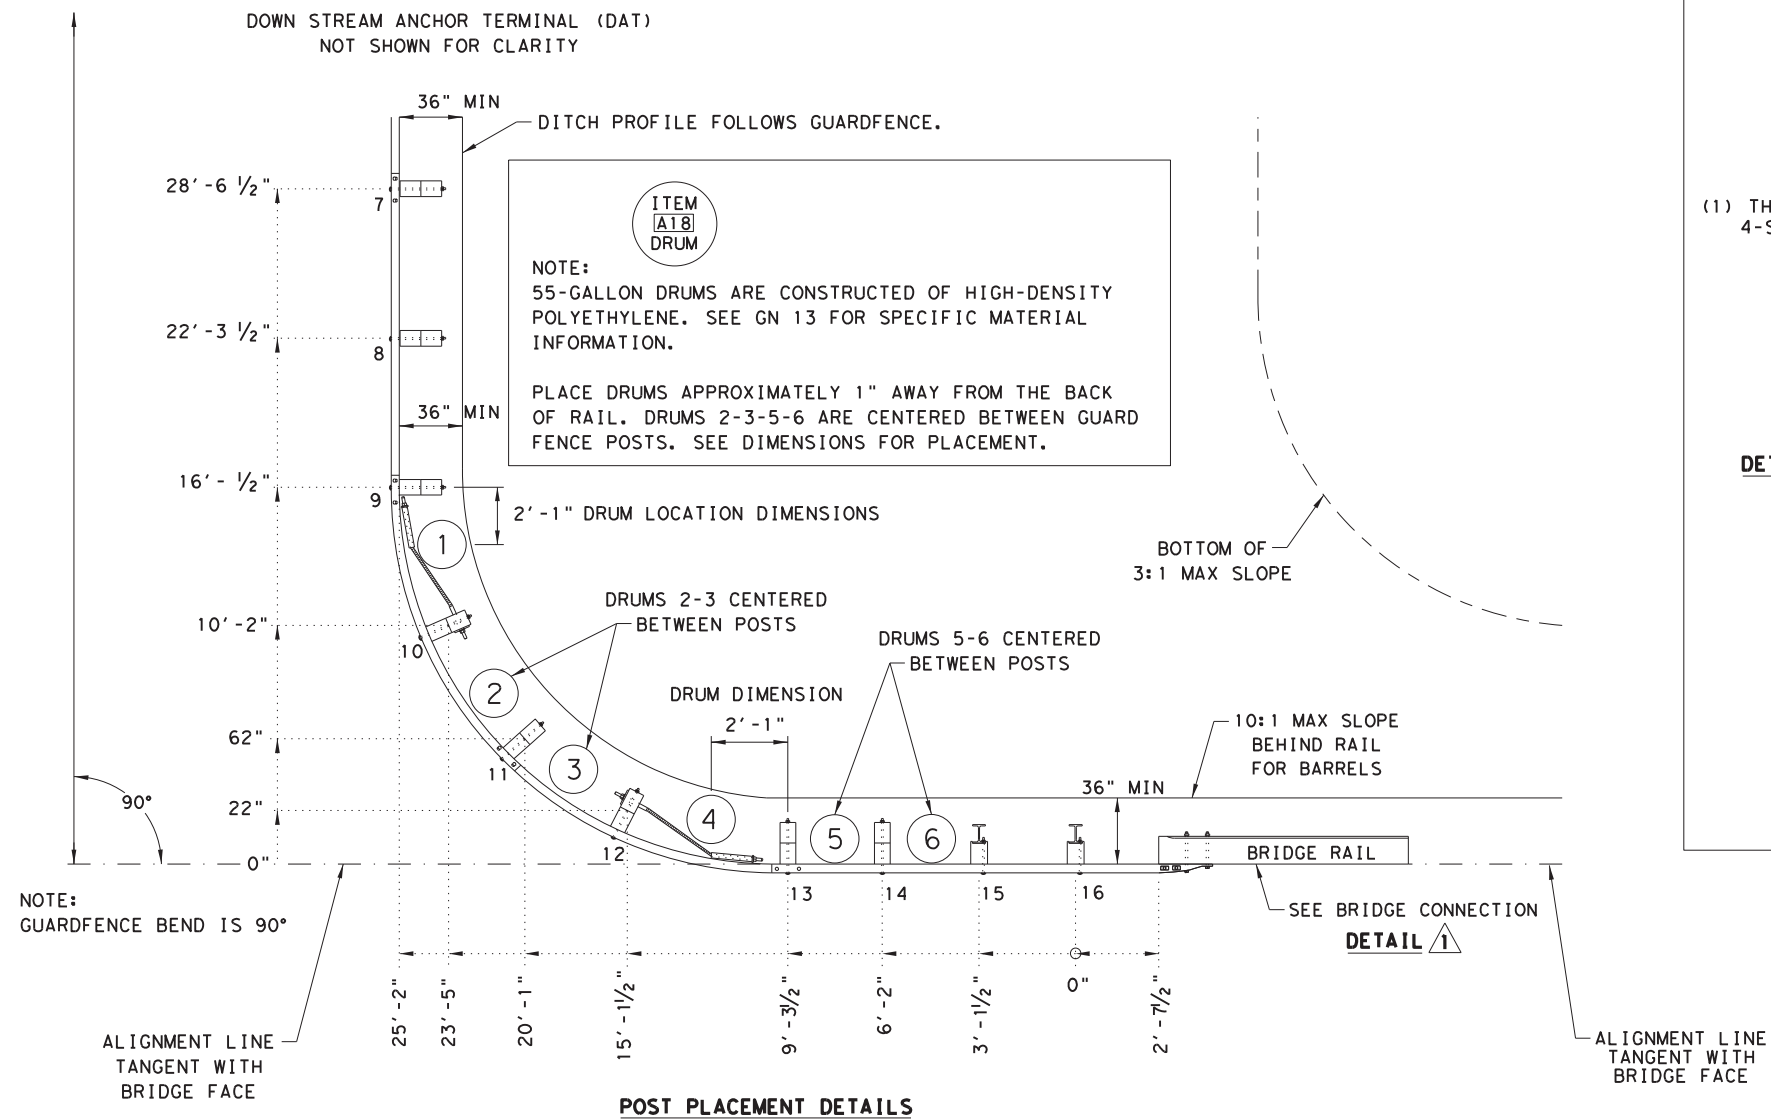 DOWN STREAM ANCHOR TERMINAL (DAT)
NOT SHOWN FOR CLARITY
36" MIN
DITCH PROFILE FOLLOWS GUARDFENCE.
28'-6 1/2"
7
ITEM
A18
DRUM
NOTE:
55-GALLON DRUMS ARE CONSTRUCTED OF HIGH-DENSITY
POLYETHYLENE. SEE GN 13 FOR SPECIFIC MATERIAL
INFORMATION.
PLACE DRUMS APPROXIMATELY 1" AWAY FROM THE BACK
OF RAIL. DRUMS 2-3-5-6 ARE CENTERED BETWEEN GUARD
FENCE POSTS. SEE DIMENSIONS FOR PLACEMENT.
(1) TH
4-S
22'-3 1/2"
8
36" MIN
DET
16'- 1/2"
9
2'-1" DRUM LOCATION DIMENSIONS
1
BOTTOM OF
3:1 MAX SLOPE
DRUMS 2-3 CENTERED
BETWEEN POSTS
10'-2"
10
DRUMS 5-6 CENTERED
BETWEEN POSTS
2
DRUM DIMENSION
2'-1"
62"
11
3
10:1 MAX SLOPE
BEHIND RAIL
FOR BARRELS
36" MIN
90°
22"
12
4
5
6
0"
BRIDGE RAIL
13
14
15
16
NOTE:
GUARDFENCE BEND IS 90°
SEE BRIDGE CONNECTION
DETAIL 1
25'-2"
23'-5"
20'-1"
15'-1 1/2"
9'-3 1/2"
6'-2"
3'-1 1/2"
0"
2'-7 1/2"
ALIGNMENT LINE
TANGENT WITH
BRIDGE FACE
ALIGNMENT LINE
TANGENT WITH
BRIDGE FACE
POST PLACEMENT DETAILS